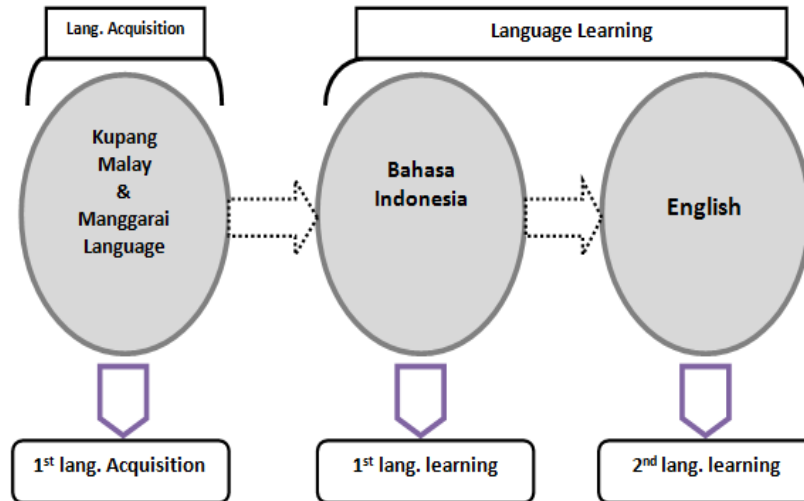 Lang. Acquisition
Language Learning
Kupang
Malay
&
Manggarai
Language
Bahasa
Indonesia
English
1st lang. Acquisition
1st lang. learning
2nd lang. learning